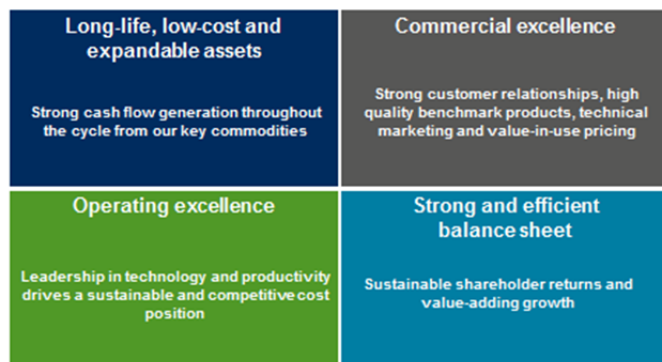 Long-life, low-cost and
expandable assets
Strong cash flow generation throughout
the cycle from our key commodities
Commercial excellence
Strong customer relationships, high
quality benchmark products, technical
marketing and value-in-use pricing
Operating excellence
Leadership in technology and productivity
drives a sustainable and competitive cost
position
Strong and efficient
balance sheet
Sustainable shareholder returns and
value-adding growth